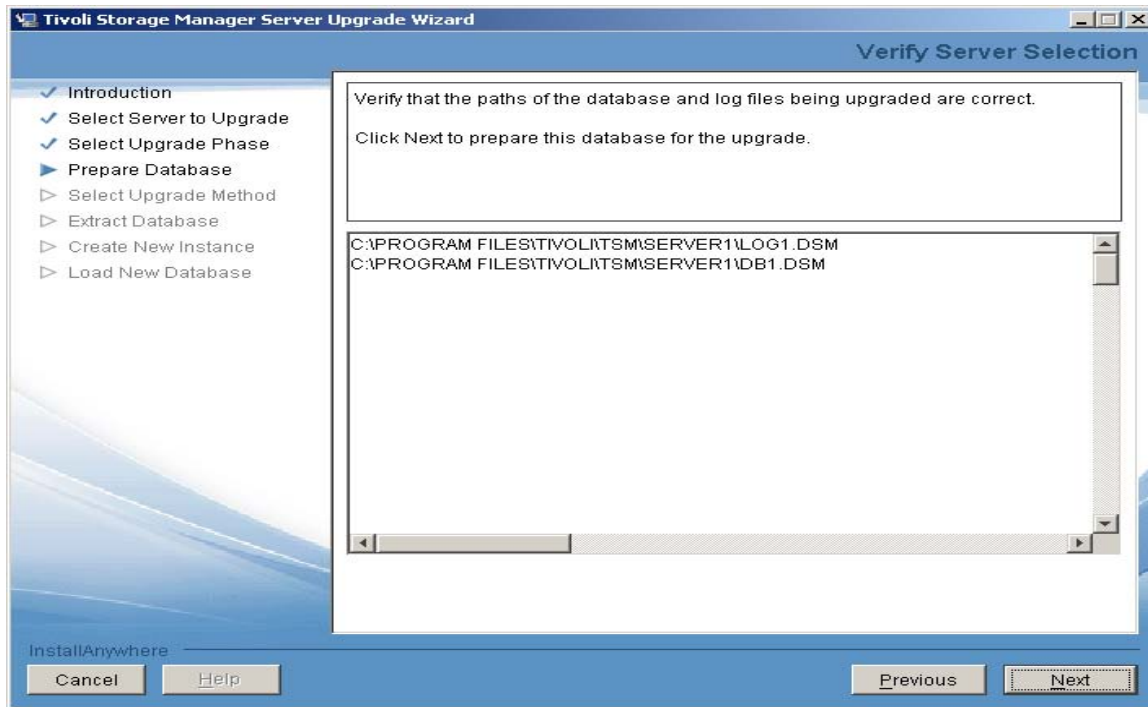 Tivoli Storage Manager Server Upgrade Wizard
Verify Server Selection
Introduction
Select Server to Upgrade
Select Upgrade Phase
Prepare Database
Select Upgrade Method
Extract Database
Create New Instance
Load New Database
Verify that the paths of the database and log files being upgraded are correct.
Click Next to prepare this database for the upgrade.
C:\PROGRAM FILES\TIVOLI\TSM\SERVER1\LOG1.DSM
C:\PROGRAM FILES\TIVOLI\TSM\SERVER1\DB1.DSM
InstallAnywhere
Cancel Help Previous Next